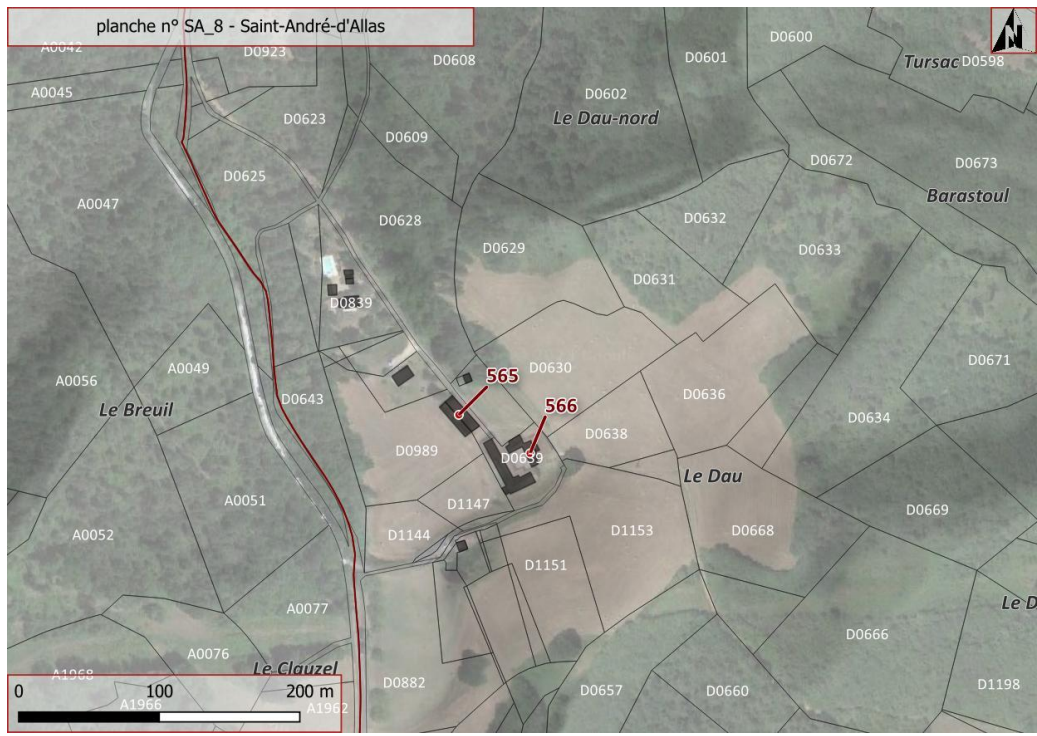 planche n° SA_8 - Saint-André-d'Allas
N
A0042
D0923
D0608
D0601
D0600
Tursac
D0598
A0045
D0602
Le Dau-nord
D0623
D0609
D0672
D0673
D0625
Barastoul
A0047
D0628
D0632
D0629
D0633
D0631
D0839
A0049
D0630
D0671
A0056
565
D0636
Le Breuil
D0643
566
D0634
D0638
D0989
D0639
Le Dau
A0051
D1147
D0669
A0052
D1144
D1153
D0668
D1151
A0077
Le D
D0666
A0076
Le Clauzel
A1968
D0882
D0657
D0660
D1198
0 100 200 m
A1966
A1962